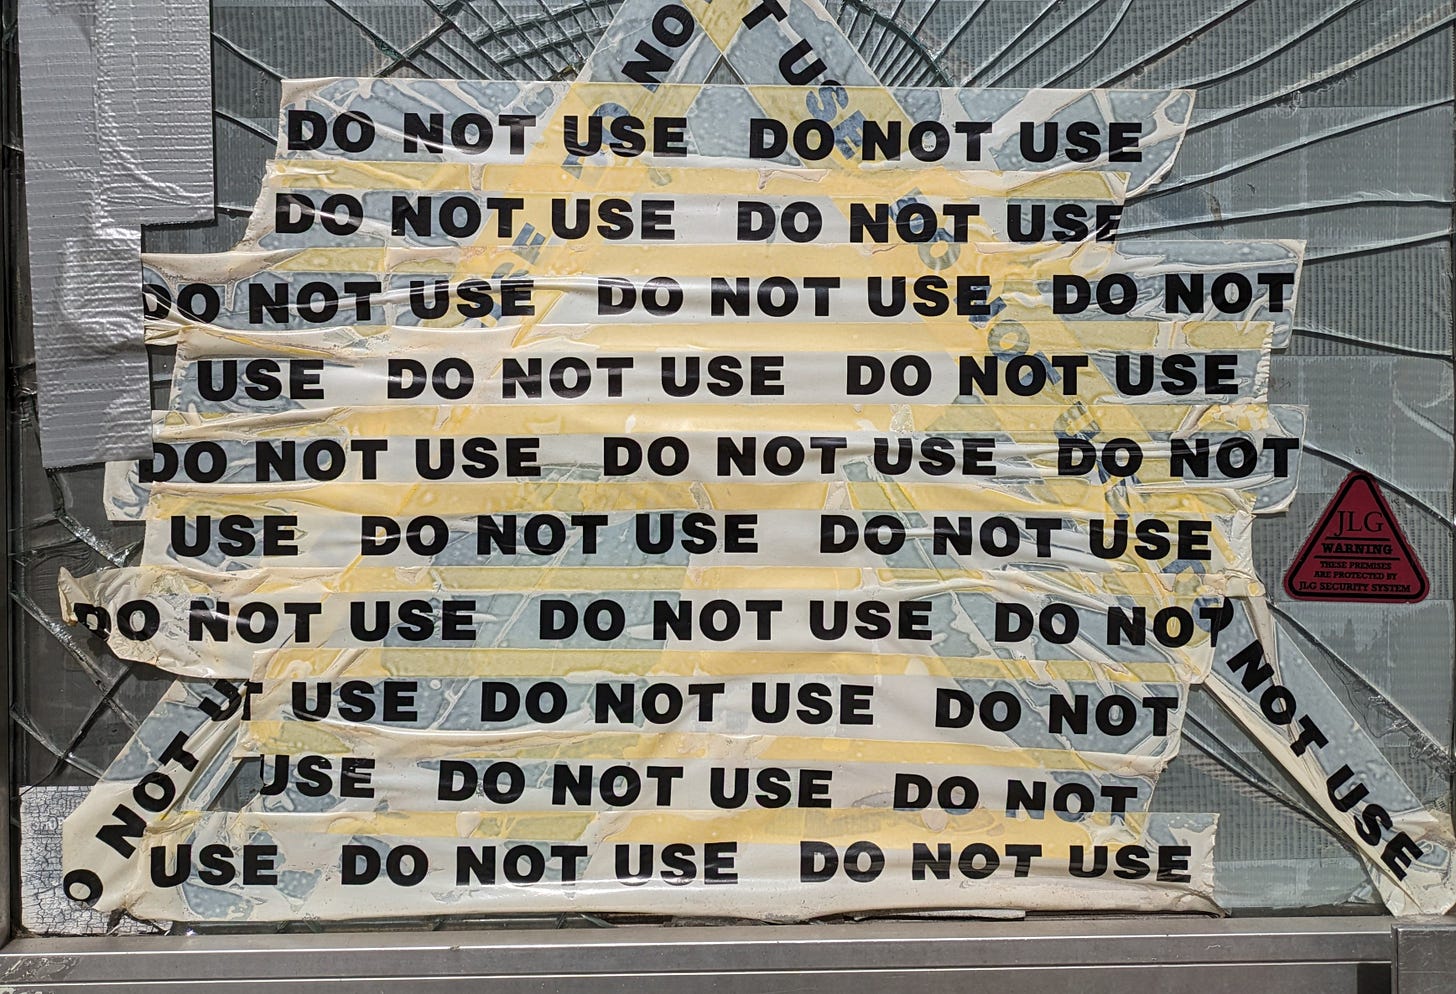 NO
T USE
DO NOT USE DO NOT USE
DO NOT USE DO NOT USE
DO NOT USE DO NOT USE DO NOT
USE DO NOT USE DO NOT USE
DO NOT USE DO NOT USE DO NOT
USE DO NOT USE DO NOT USE
JLG
WARNING
THESE PREMISES
ARE PROTECTED BY
JLG SECURITY SYSTEM
DO NOT USE DO NOT USE DO NOT
T USE DO NOT USE DO NOT
USE DO NOT USE DO NOT
USE DO NOT USE DO NOT USE
O NOT U
NOT USE